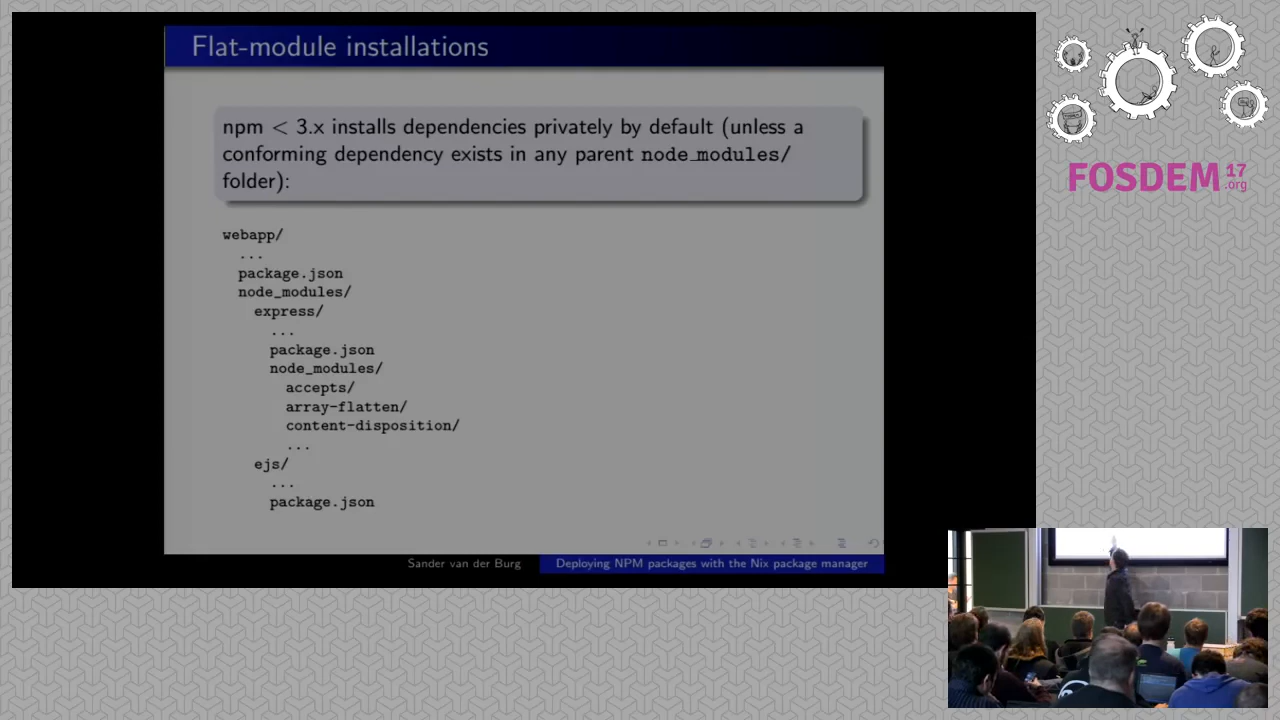 Flat-module installations
npm < 3.x installs dependencies privately by default (unless a
conforming dependency exists in any parent node_modules/
folder):
webapp/
...
package.json
node_modules/
express/
...
package.json
node_modules/
accepts/
array-flatten/
content-disposition/
...
ejs/
...
package.json
Sander van der Burg
Deploying NPM packages with the Nix package manager
FOSDEM 17
.org